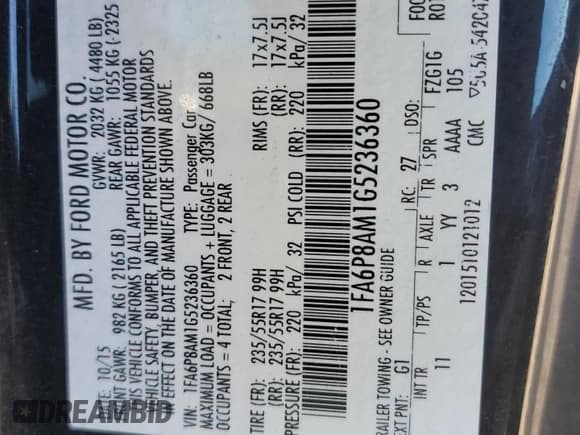 MFD. BY FORD MOTOR CO.
DATE: 10/15 GVWR: 2032 KG ( 4480 LB)
FRONT GAWR: 982 KG ( 2165 LB) REAR GAWR: 1055 KG ( 2325
VEHICLE CONFORMS TO ALL APPLICABLE FEDERAL MOTOR
VEHICLE SAFETY, BUMPER, AND THEFT PREVENTION STANDARDS
EFFECT ON THE DATE OF MANUFACTURE SHOWN ABOVE.
VIN: 1FA6P8AM1G5236360 TYPE: Passenger Car
MAXIMUM LOAD = OCCUPANTS + LUGGAGE = 303KG/ 668LB
OCCUPANTS = 4 TOTAL; 2 FRONT, 2 REAR
TIRE (FR): 235/55R17 99H RIMS (FR): 17x7.5J
TIRE (RR): 235/55R17 99H (RR): 17x7.5J
PRESSURE (FR): 220 kPa/ 32 PSI COLD (RR): 220 kPa/ 32
1FA6P8AM1G5236360
TRAILER TOWING - SEE OWNER GUIDE
EXT PNT: G1 RC: 27 DSO: FZG1G
INT TR TP/PS R AXLE TR SPR 105
11 1 YY 3 AAAA
1201510121012 CMC
DREAMBID